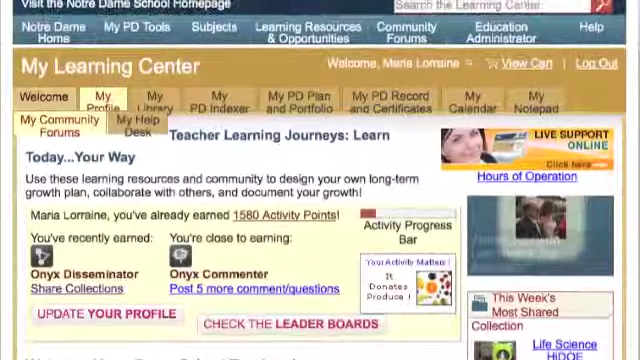 Visit the Notre Dame School Homepage
Search the Learning Center
Notre Dame Home
My PD Tools
Subjects
Learning Resources & Opportunities
Community Forums
Education Administrator
Help
My Learning Center
Welcome, Maria Lorraine
View Cart | Log Out
Welcome
My Profile
My Library
My PD Indexer
My PD Plan and Portfolio
My PD Record and Certificates
My Calendar
My Notepad
My Community Forums
My Help Desk
Teacher Learning Journeys: Learn
Today...Your Way
LIVE SUPPORT
ONLINE
Click here
Hours of Operation
Use these learning resources and community to design your own long-term
growth plan, collaborate with others, and document your growth!
Maria Lorraine, you've already earned 1580 Activity Points!
Activity Progress
Bar
You've recently earned:
You're close to earning:
Onyx Disseminator
Onyx Commenter
Share Collections
Post 5 more comment/questions
Your Activity Matters!
It
Donates
Produce !
UPDATE YOUR PROFILE
CHECK THE LEADER BOARDS
This Week's
Most Shared
Collection
Life Science
HiDOE